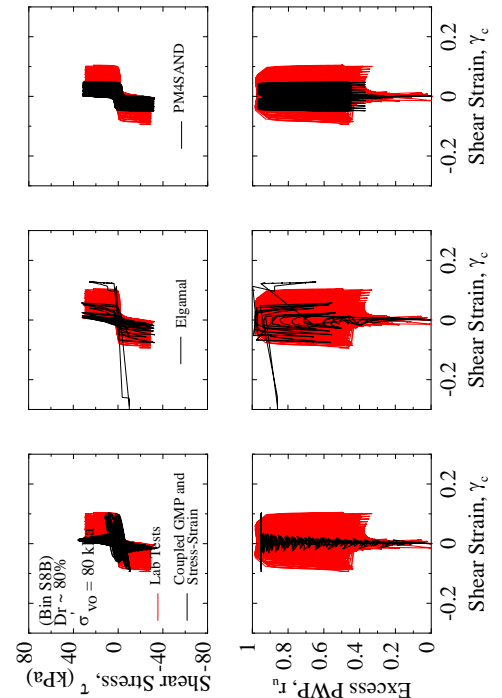 Shear Stress, τ
(kPa)
80
40
0
-40
-80
(Bin S8B)
Dr ~ 80%
σ'vo = 80 kPa
Lab Tests
Coupled GMP and
Stress-Strain
Elgamal
PM4SAND
Excess PWP, ru
1
0.8
0.6
0.4
0.2
0
-0.2
0
0.2
-0.2
0
0.2
-0.2
0
0.2
Shear Strain, γc
Shear Strain, γc
Shear Strain, γc